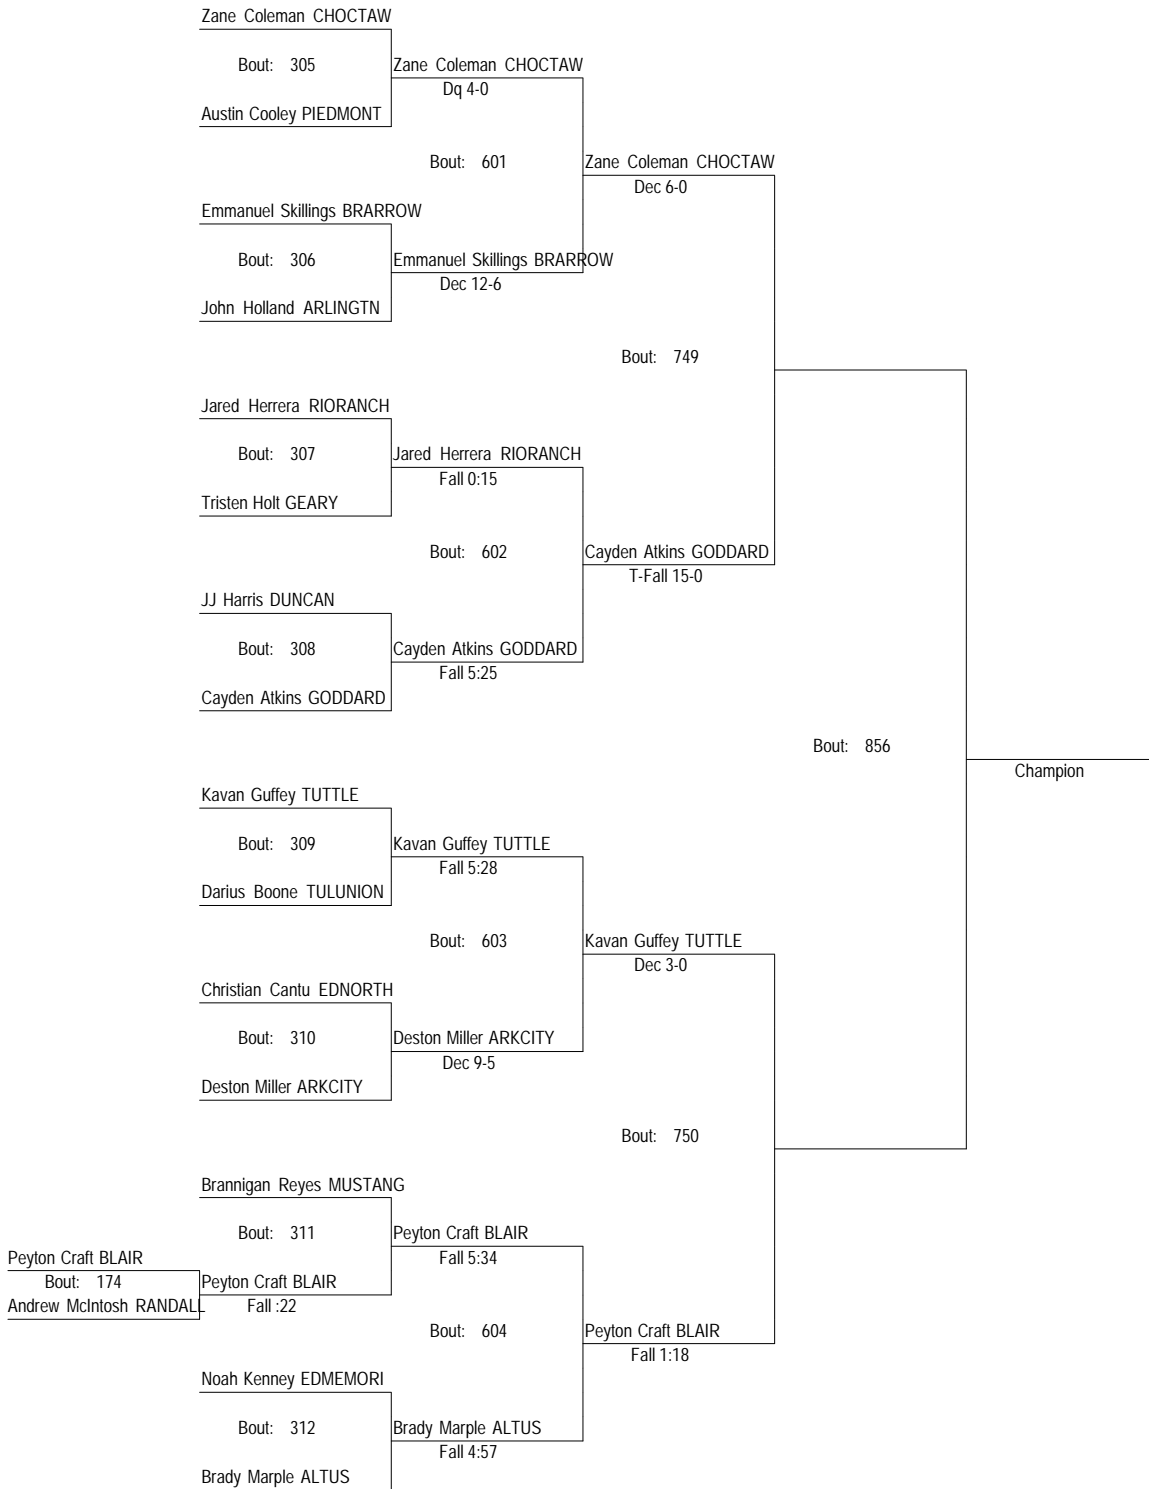 Zane Coleman CHOCTAW
Bout: 305
Zane Coleman CHOCTAW
Dq 4-0
Austin Cooley PIEDMONT
Bout: 601
Zane Coleman CHOCTAW
Dec 6-0
Emmanuel Skillings BRARROW
Bout: 306
Emmanuel Skillings BRARROW
Dec 12-6
John Holland ARLINGTN
Bout: 749
Jared Herrera RIORANCH
Bout: 307
Jared Herrera RIORANCH
Fall 0:15
Tristen Holt GEARY
Bout: 602
Cayden Atkins GODDARD
T-Fall 15-0
JJ Harris DUNCAN
Bout: 308
Cayden Atkins GODDARD
Fall 5:25
Cayden Atkins GODDARD
Bout: 856
Champion
Kavan Guffey TUTTLE
Bout: 309
Kavan Guffey TUTTLE
Fall 5:28
Darius Boone TULUNION
Bout: 603
Kavan Guffey TUTTLE
Dec 3-0
Christian Cantu EDNORTH
Bout: 310
Deston Miller ARKCITY
Dec 9-5
Deston Miller ARKCITY
Bout: 750
Brannigan Reyes MUSTANG
Bout: 311
Peyton Craft BLAIR
Fall 5:34
Peyton Craft BLAIR
Bout: 174
Peyton Craft BLAIR
Andrew McIntosh RANDALL
Fall :22
Bout: 604
Peyton Craft BLAIR
Fall 1:18
Noah Kenney EDMEMORI
Bout: 312
Brady Marple ALTUS
Fall 4:57
Brady Marple ALTUS